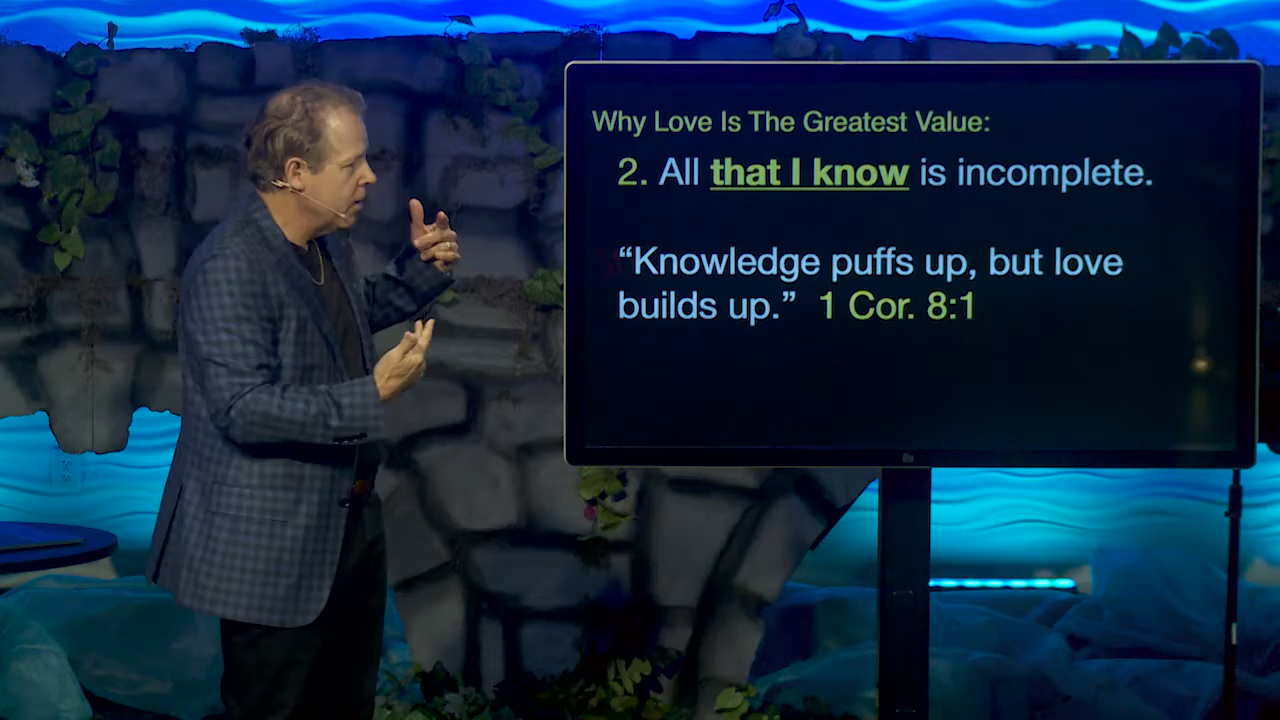 Why Love Is The Greatest Value:
2. All that I know is incomplete.
“Knowledge puffs up, but love
builds up.” 1 Cor. 8:1